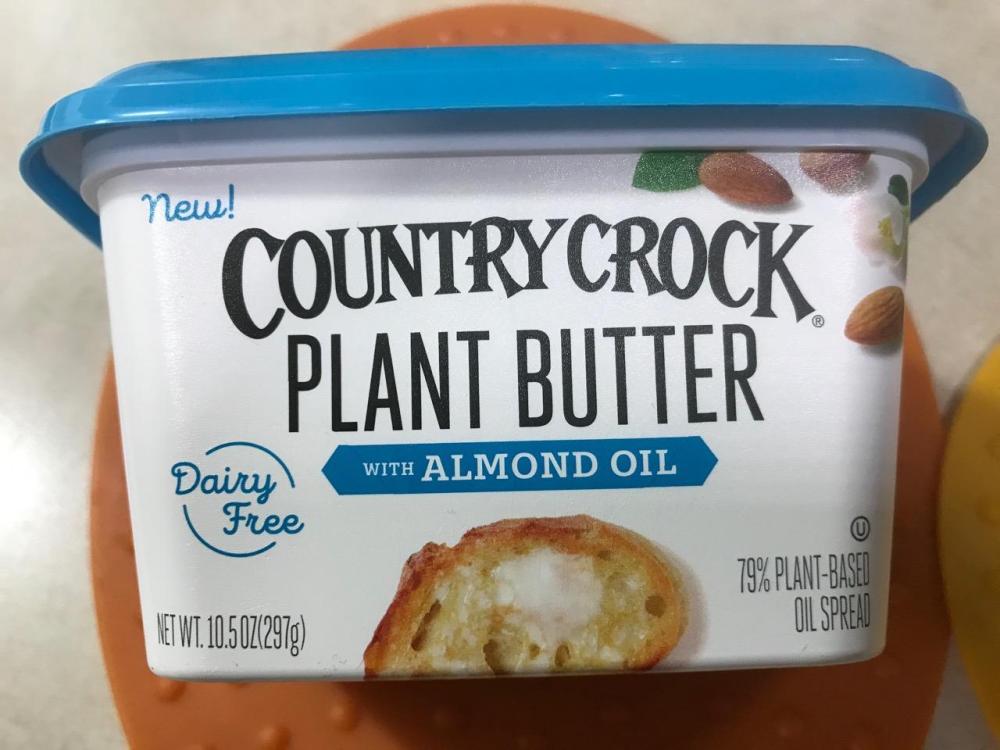 New!
COUNTRY CROCK®
PLANT BUTTER
WITH ALMOND OIL
Dairy
Free
U
79% PLANT-BASED
OIL SPREAD
NET WT. 10.5 OZ(297g)